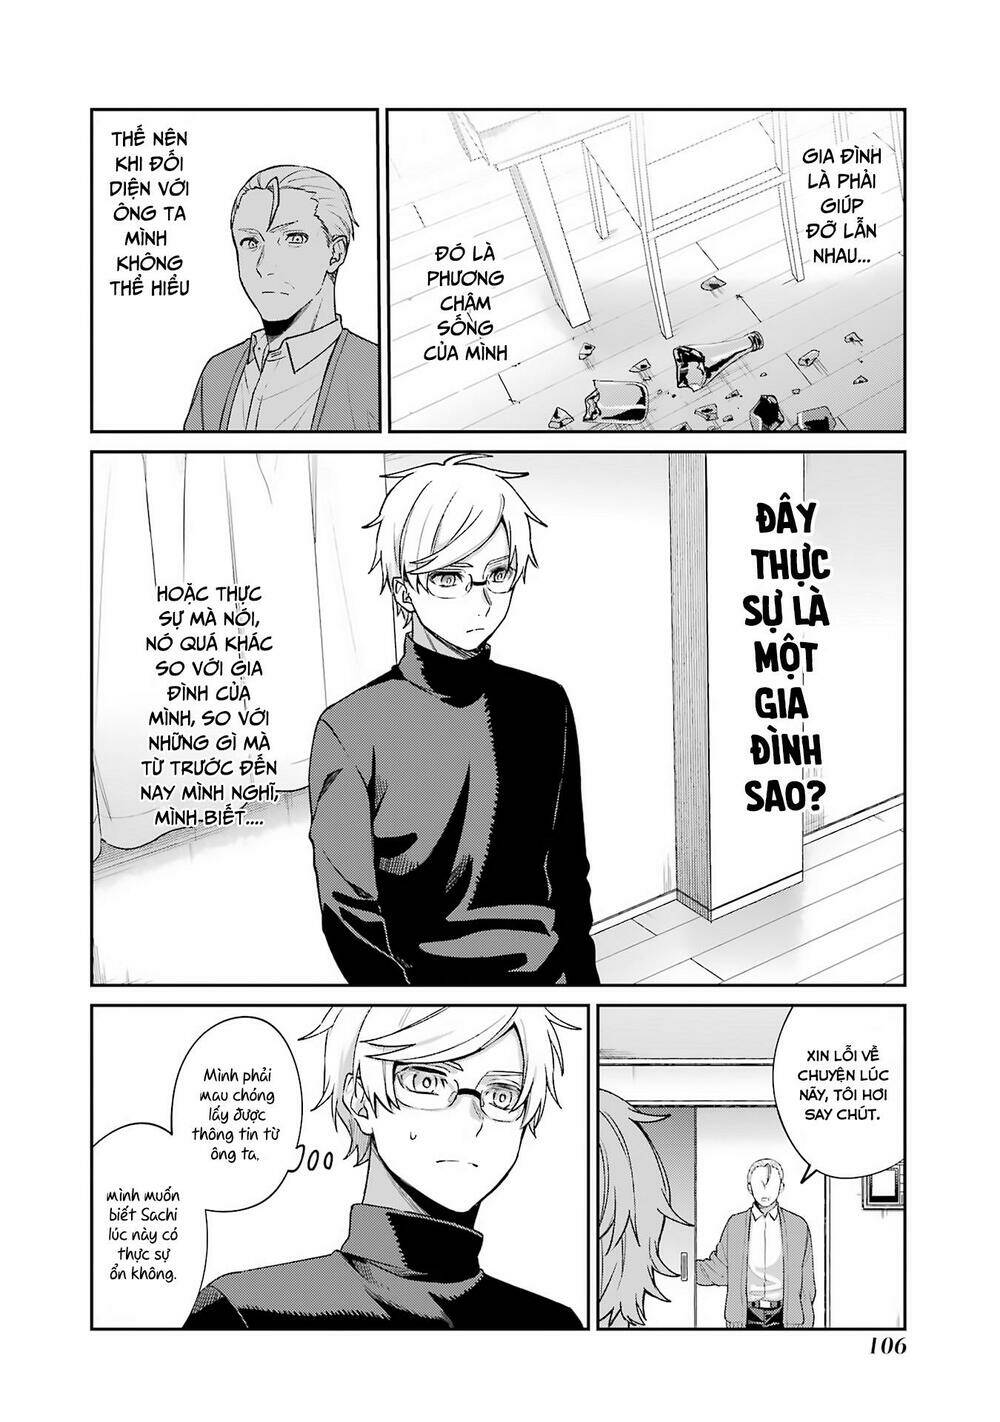 GIA ĐÌNH
LÀ PHẢI
GIÚP
ĐỠ LẪN
NHAU...
ĐÓ LÀ
PHƯƠNG
CHÂM
SỐNG
CỦA MÌNH
THẾ NÊN
KHI ĐỐI
DIỆN VỚI
ÔNG TA
MÌNH
KHÔNG
THỂ HIỂU
ĐÂY
THỰC
SỰ LÀ
MỘT
GIA
ĐÌNH
SAO?
HOẶC THỰC
SỰ MÀ NÓI,
NÓ QUÁ KHÁC
SO VỚI GIA
ĐÌNH CỦA
MÌNH, SO VỚI
NHỮNG GÌ MÀ
TỪ TRƯỚC ĐẾN
NAY MÌNH NGHĨ,
MÌNH BIẾT....
XIN LỖI VỀ
CHUYỆN LÚC
NÃY, TÔI HƠI
SAY CHÚT.
Mình phải
mau chóng
lấy được
thông tin từ
ông ta.
mình muốn
biết Sachi
lúc này có
thực sự
ổn không.
106